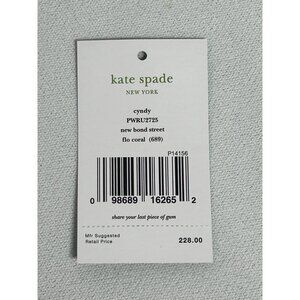 kate spade
NEW YORK
cyndy
PWRU2725
new bond street
flo coral (689)
P14156
0 98689 16265 2
share your last piece of gum
Mfr Suggested
Retail Price
228.00